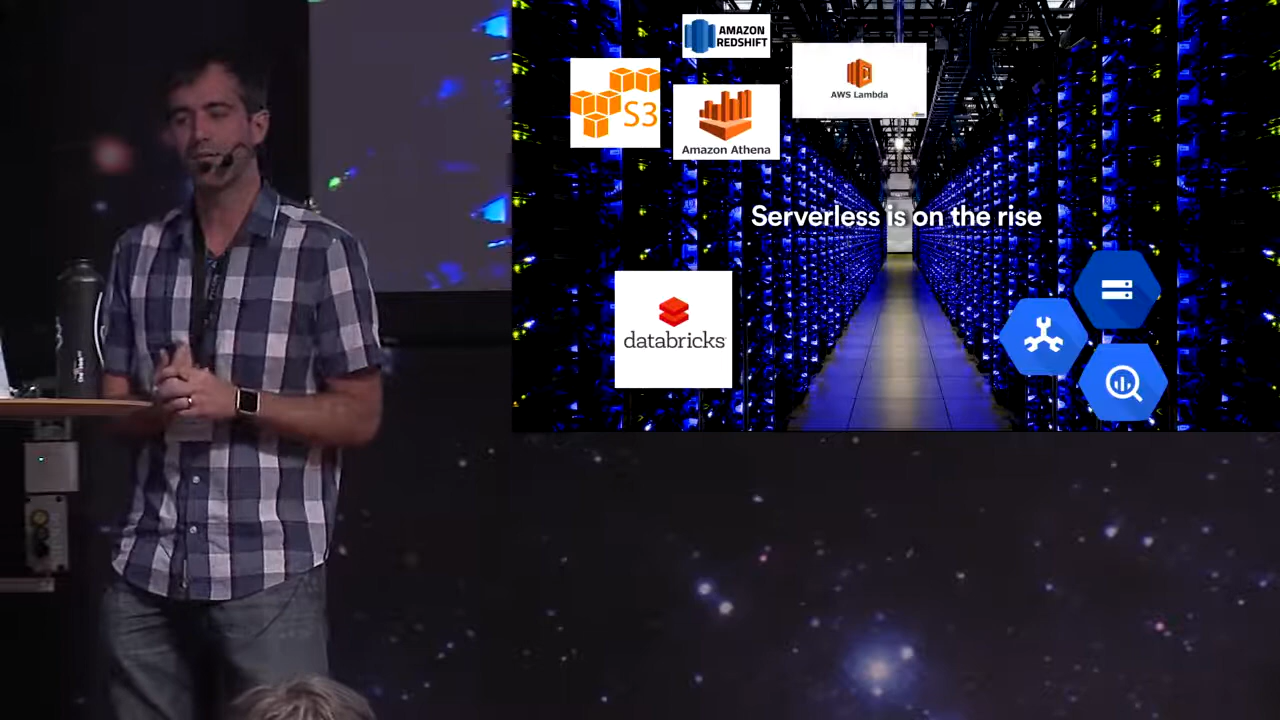 AMAZON
REDSHIFT
S3
Amazon Athena
AWS Lambda
Serverless is on the rise
databricks